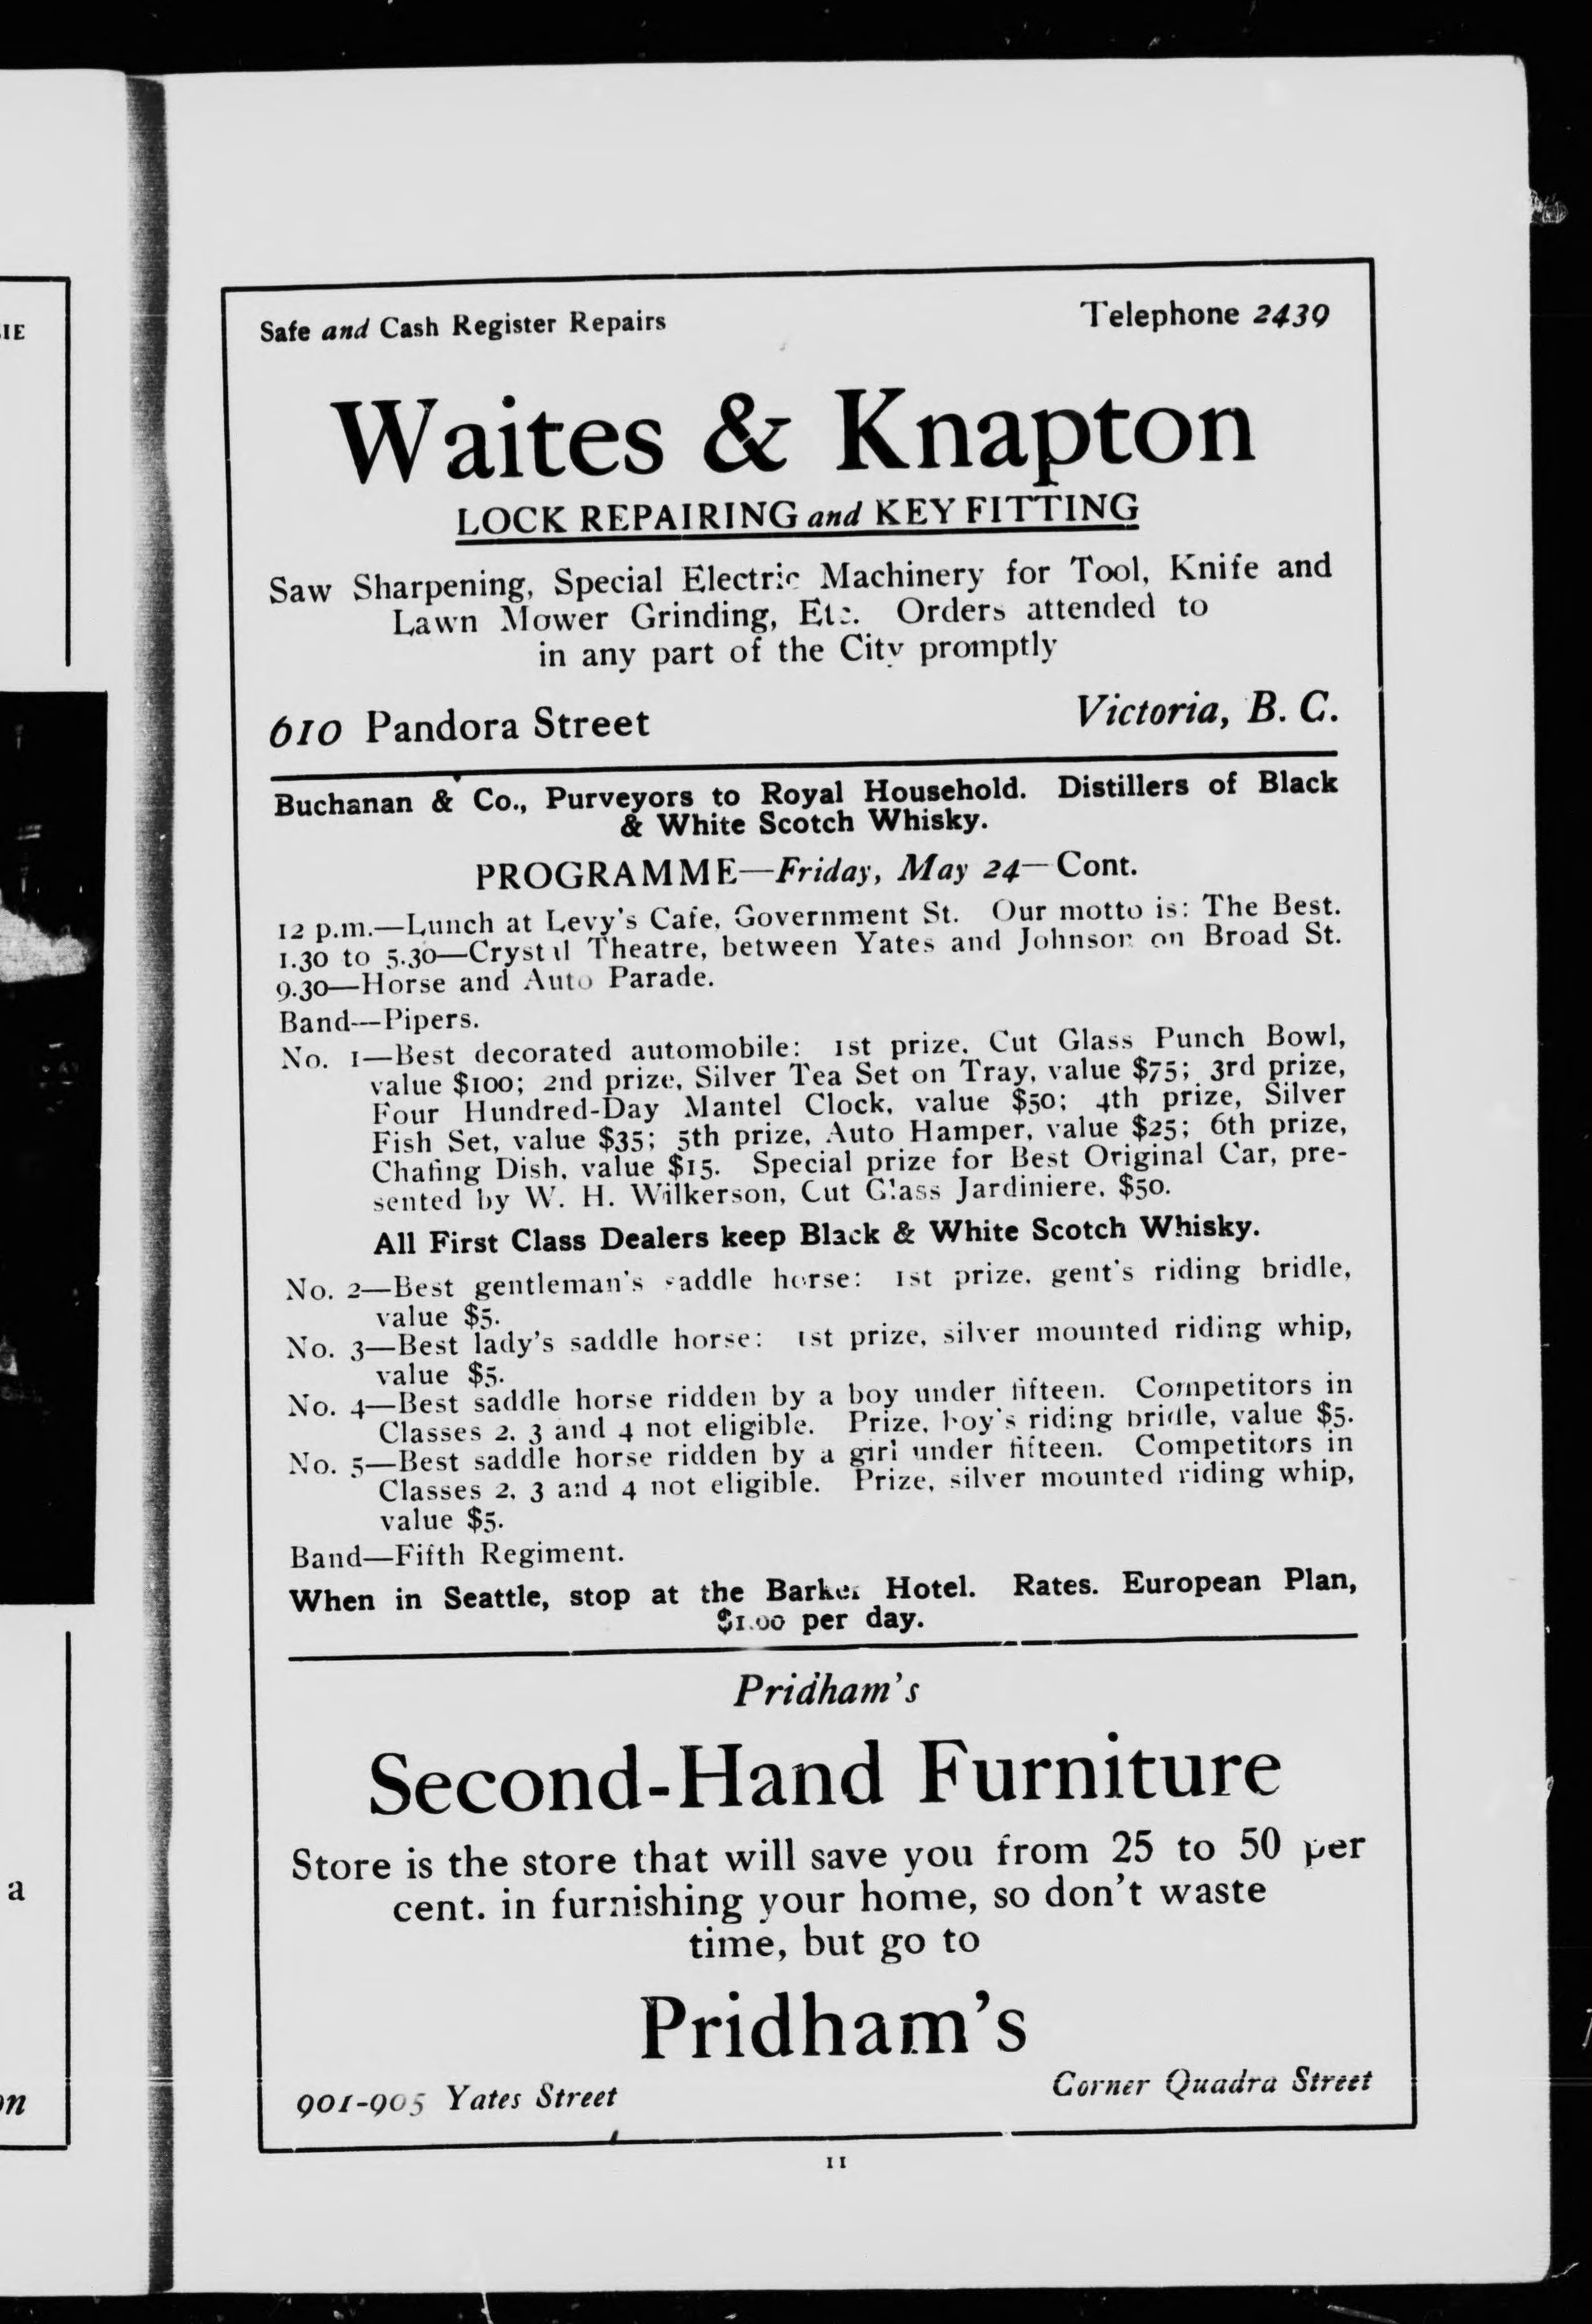 IE
a
on
Safe and Cash Register Repairs Telephone 2439
Waites & Knapton
LOCK REPAIRING and KEY FITTING
Saw Sharpening, Special Electric Machinery for Tool, Knife and
Lawn Mower Grinding, Etc. Orders attended to
in any part of the City promptly
610 Pandora Street Victoria, B. C.
Buchanan & Co., Purveyors to Royal Household. Distillers of Black
& White Scotch Whisky.
PROGRAMME—Friday, May 24—Cont.
12 p.m.—Lunch at Levy's Cafe, Government St. Our motto is: The Best.
1.30 to 5.30—Crystal Theatre, between Yates and Johnson on Broad St.
9.30—Horse and Auto Parade.
Band—Pipers.
No. 1—Best decorated automobile: 1st prize, Cut Glass Punch Bowl,
value $100; 2nd prize, Silver Tea Set on Tray, value $75; 3rd prize,
Four Hundred-Day Mantel Clock, value $50; 4th prize, Silver
Fish Set, value $35; 5th prize, Auto Hamper, value $25; 6th prize,
Chafing Dish, value $15. Special prize for Best Original Car, pre-
sented by W. H. Wilkerson, Cut Glass Jardiniere, $50.
All First Class Dealers keep Black & White Scotch Whisky.
No. 2—Best gentleman's saddle horse: 1st prize, gent's riding bridle,
value $5.
No. 3—Best lady's saddle horse: 1st prize, silver mounted riding whip,
value $5.
No. 4—Best saddle horse ridden by a boy under fifteen. Competitors in
Classes 2, 3 and 4 not eligible. Prize, boy's riding bridle, value $5.
No. 5—Best saddle horse ridden by a girl under fifteen. Competitors in
Classes 2, 3 and 4 not eligible. Prize, silver mounted riding whip,
value $5.
Band—Fifth Regiment.
When in Seattle, stop at the Barker Hotel. Rates. European Plan,
$1.00 per day.
Pridham's
Second-Hand Furniture
Store is the store that will save you from 25 to 50 per
cent. in furnishing your home, so don't waste
time, but go to
Pridham's
901-905 Yates Street Corner Quadra Street
11